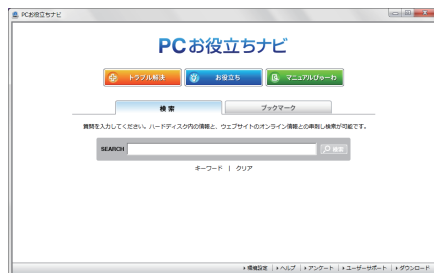 PCお役立ちナビ
PCお役立ちナビ
トラブル解決 お役立ち マニュアルびゅーわ
検索 ブックマーク
質問を入力してください。ハードディスク内の情報と、ウェブサイトのオンライン情報との串刺し検索が可能です。
SEARCH 検索
キーワード | クリア
環境設定 ヘルプ アンケート ユーザーサポート ダウンロード